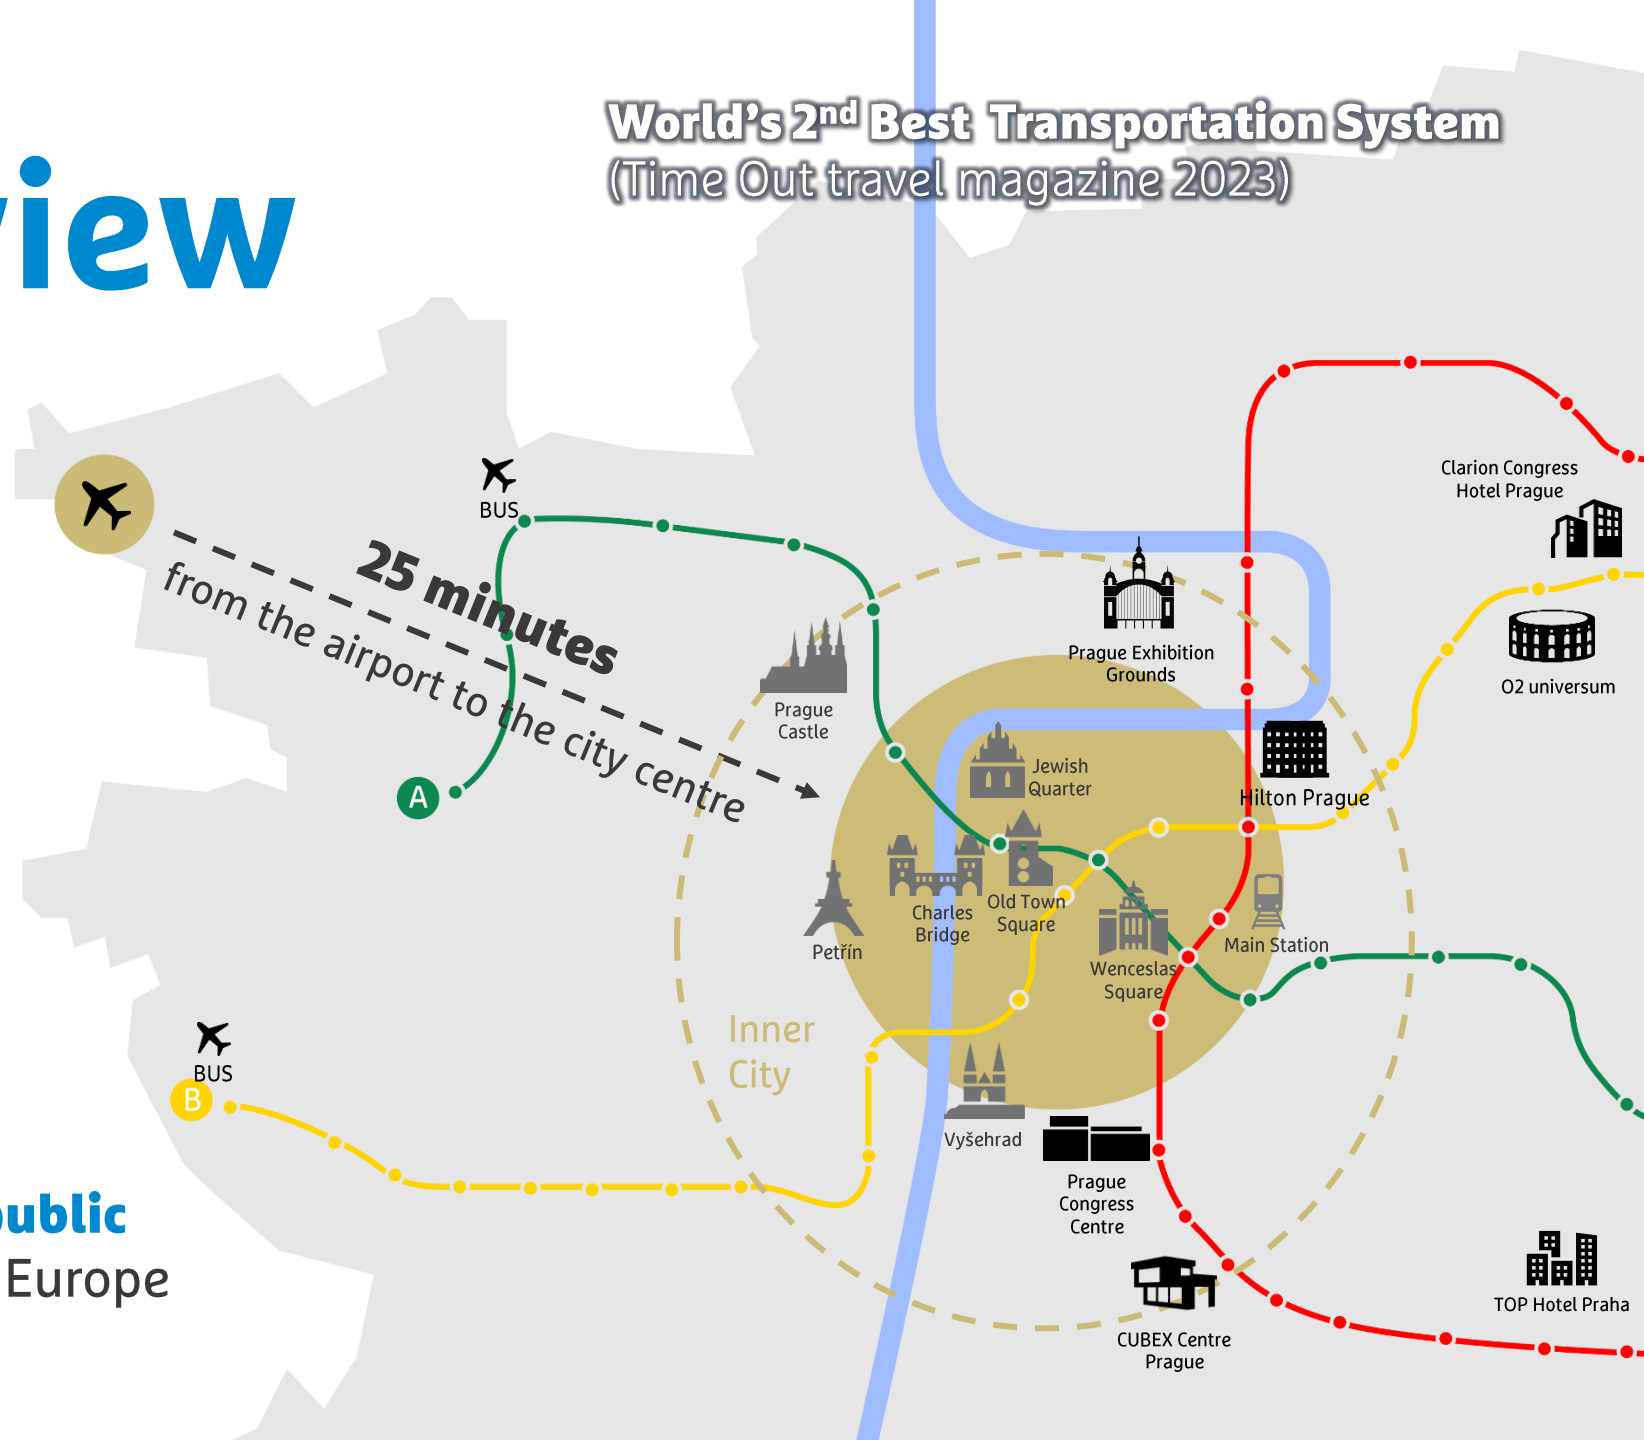 World's 2nd Best Transportation System
(Time Out travel magazine 2023)
view
BUS
25 minutes
from the airport to the city centre
A
BUS
B
Prague
Castle
Prague Exhibition
Grounds
Clarion Congress
Hotel Prague
O2 universum
Jewish
Quarter
Hilton Prague
Charles
Bridge
Old Town
Square
Petřín
Wenceslas
Square
Main Station
Inner
City
Vyšehrad
Prague
Congress
Centre
CUBEX Centre
Prague
TOP Hotel Praha
public
Europe